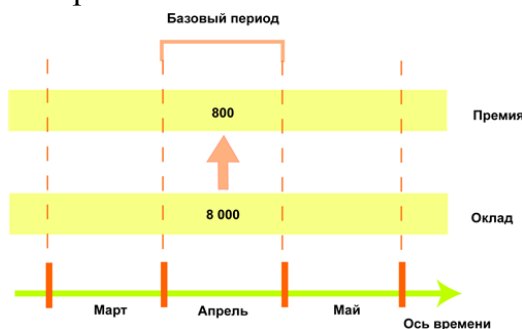 Базовый период
800
Премия
8 000
Оклад
Март
Апрель
Май
Ось времени